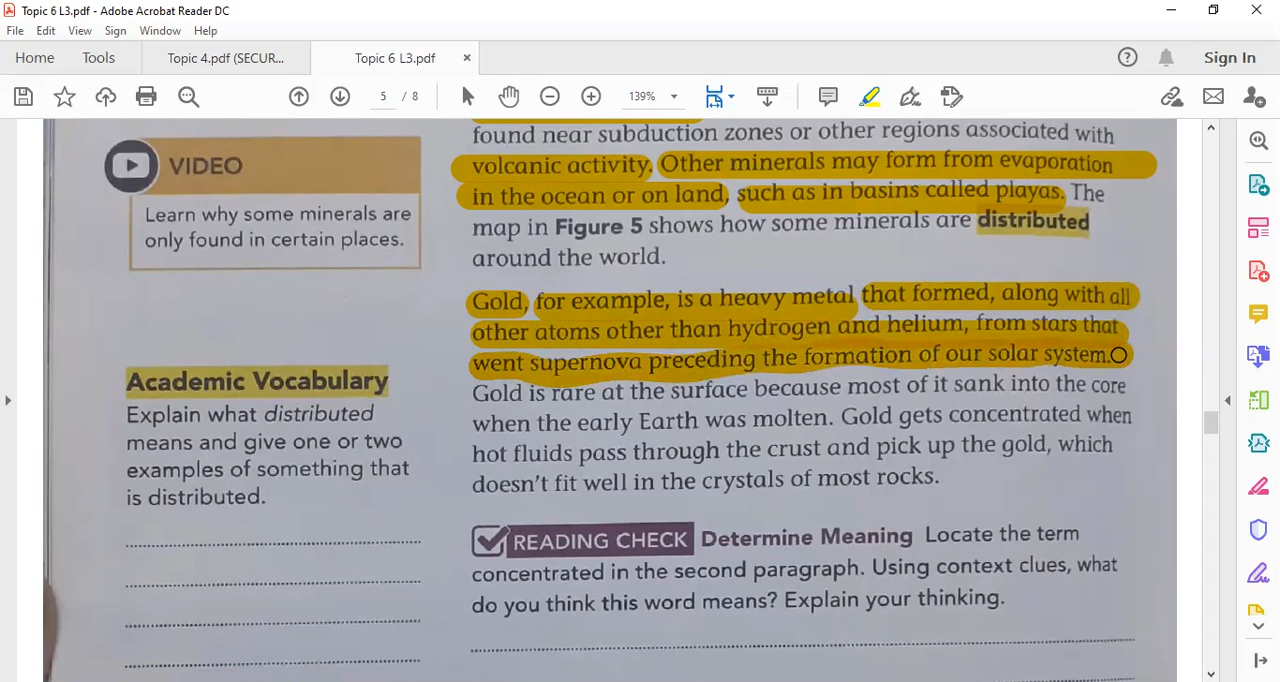 Topic 6 L3.pdf - Adobe Acrobat Reader DC
File Edit View Sign Window Help
Home Tools Topic 4.pdf (SECUR... Topic 6 L3.pdf × Sign In
5 / 8 139%
VIDEO
Learn why some minerals are
only found in certain places.
Academic Vocabulary
Explain what distributed
means and give one or two
examples of something that
is distributed.
found near subduction zones or other regions associated with
volcanic activity. Other minerals may form from evaporation
in the ocean or on land, such as in basins called playas. The
map in Figure 5 shows how some minerals are distributed
around the world.
Gold, for example, is a heavy metal that formed, along with all
other atoms other than hydrogen and helium, from stars that
went supernova preceding the formation of our solar system.
Gold is rare at the surface because most of it sank into the core
when the early Earth was molten. Gold gets concentrated when
hot fluids pass through the crust and pick up the gold, which
doesn't fit well in the crystals of most rocks.
READING CHECK Determine Meaning Locate the term
concentrated in the second paragraph. Using context clues, what
do you think this word means? Explain your thinking.